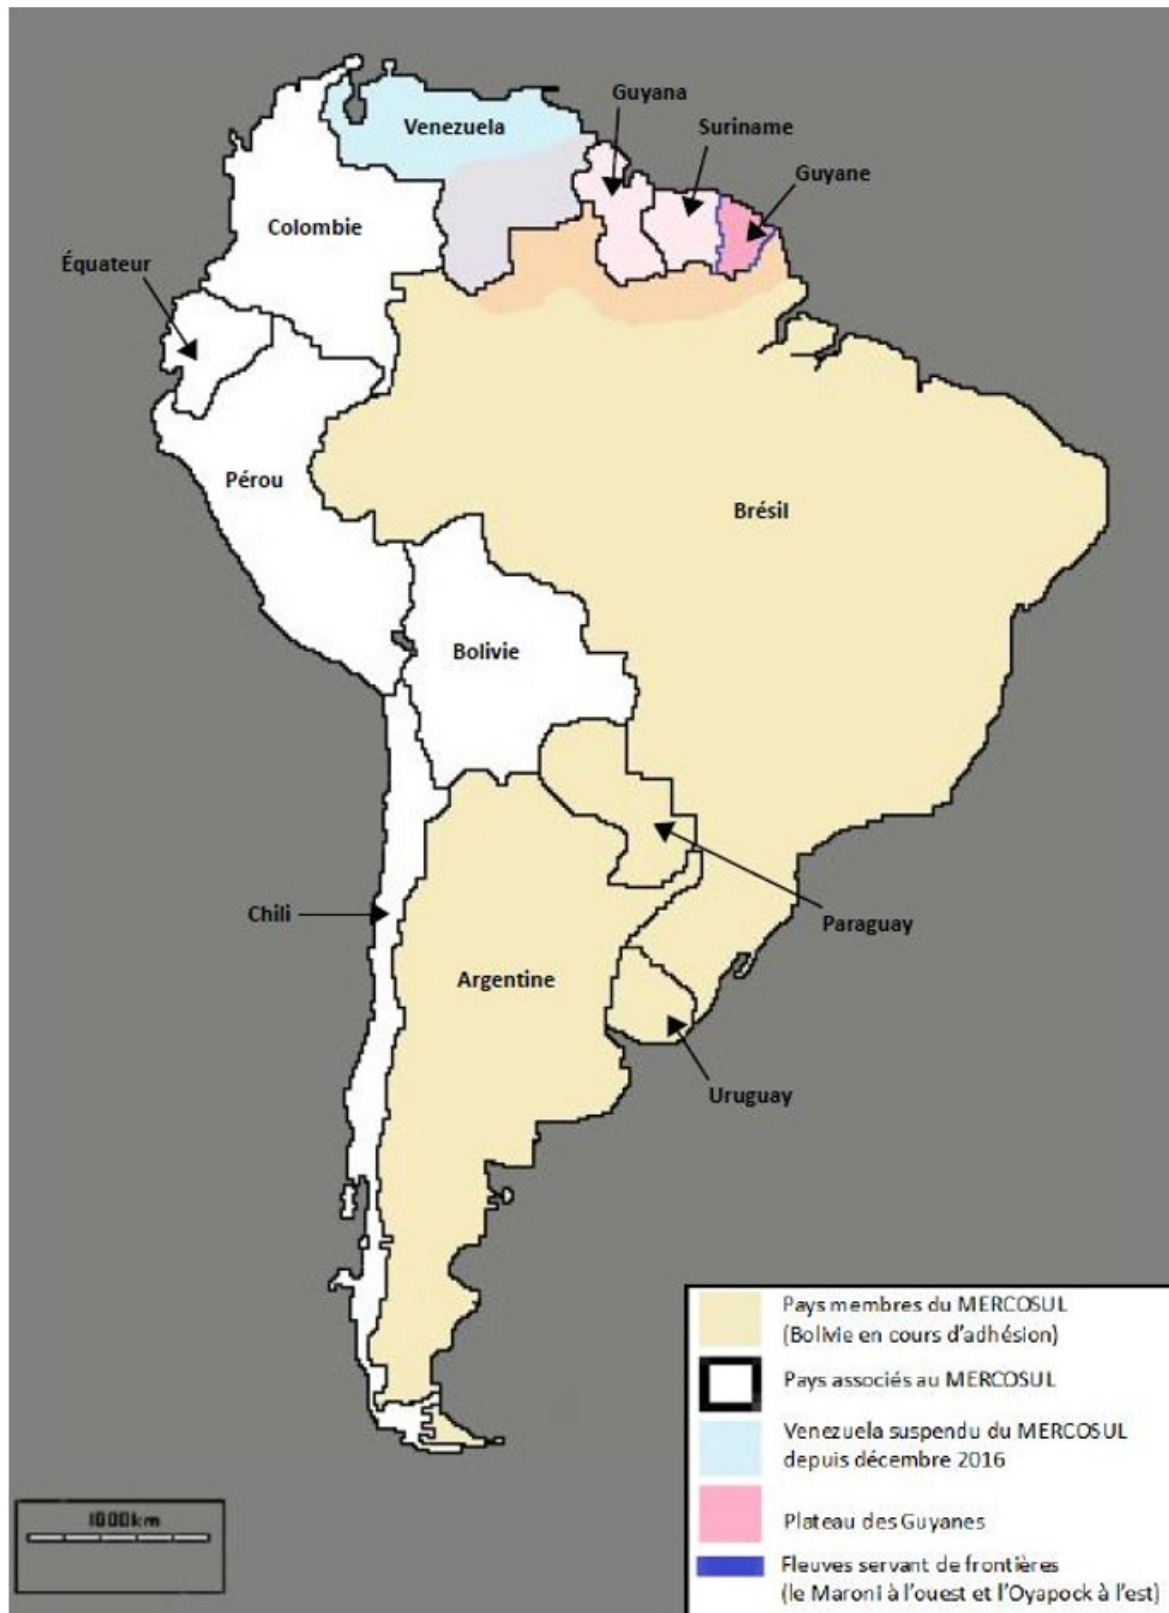 Guyana
Venezuela
Suriname
Guyane
Colombie
Équateur
Pérou
Brésil
Bolivie
Chili
Paraguay
Argentine
Uruguay
Pays membres du MERCOSUL
(Bolivie en cours d'adhésion)
Pays associés au MERCOSUL
Venezuela suspendu du MERCOSUL
depuis décembre 2016
Plateau des Guyanes
Fleuves servant de frontières
(le Maroni à l'ouest et l'Oyapock à l'est)
1000km